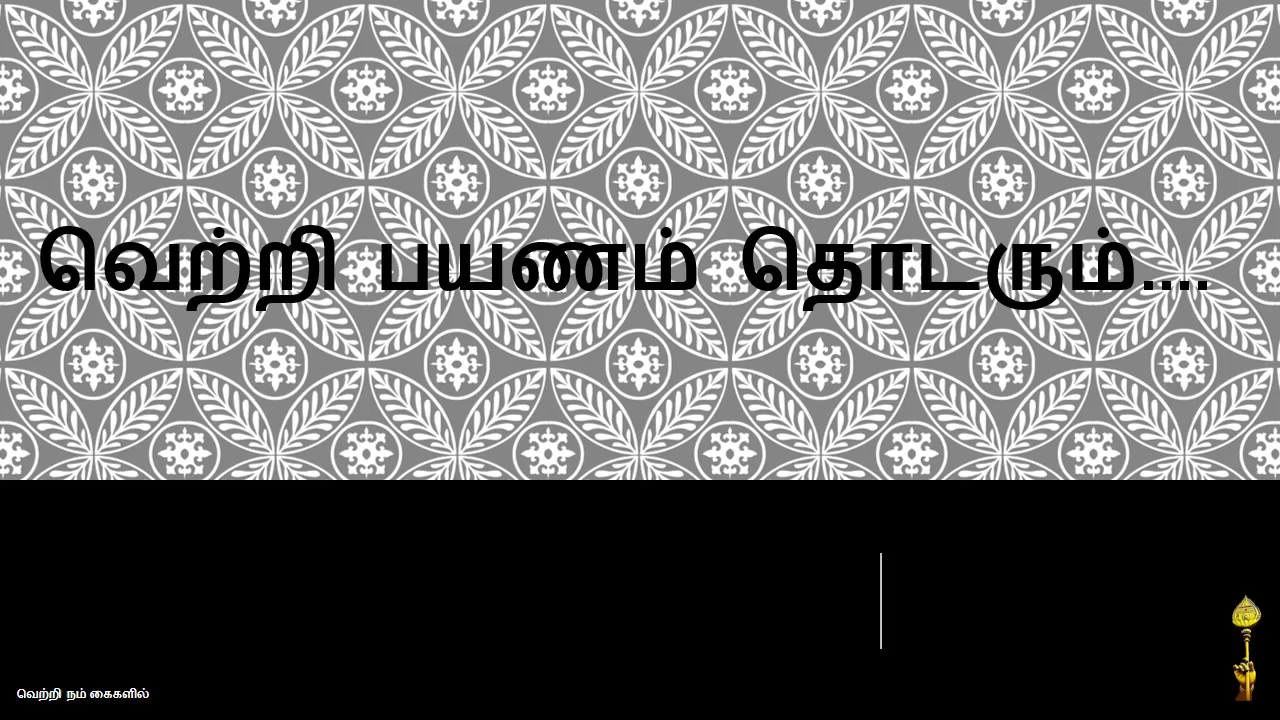 வெற்றி பயணம் தொடரும்....
வெற்றி நம் கைகளில்